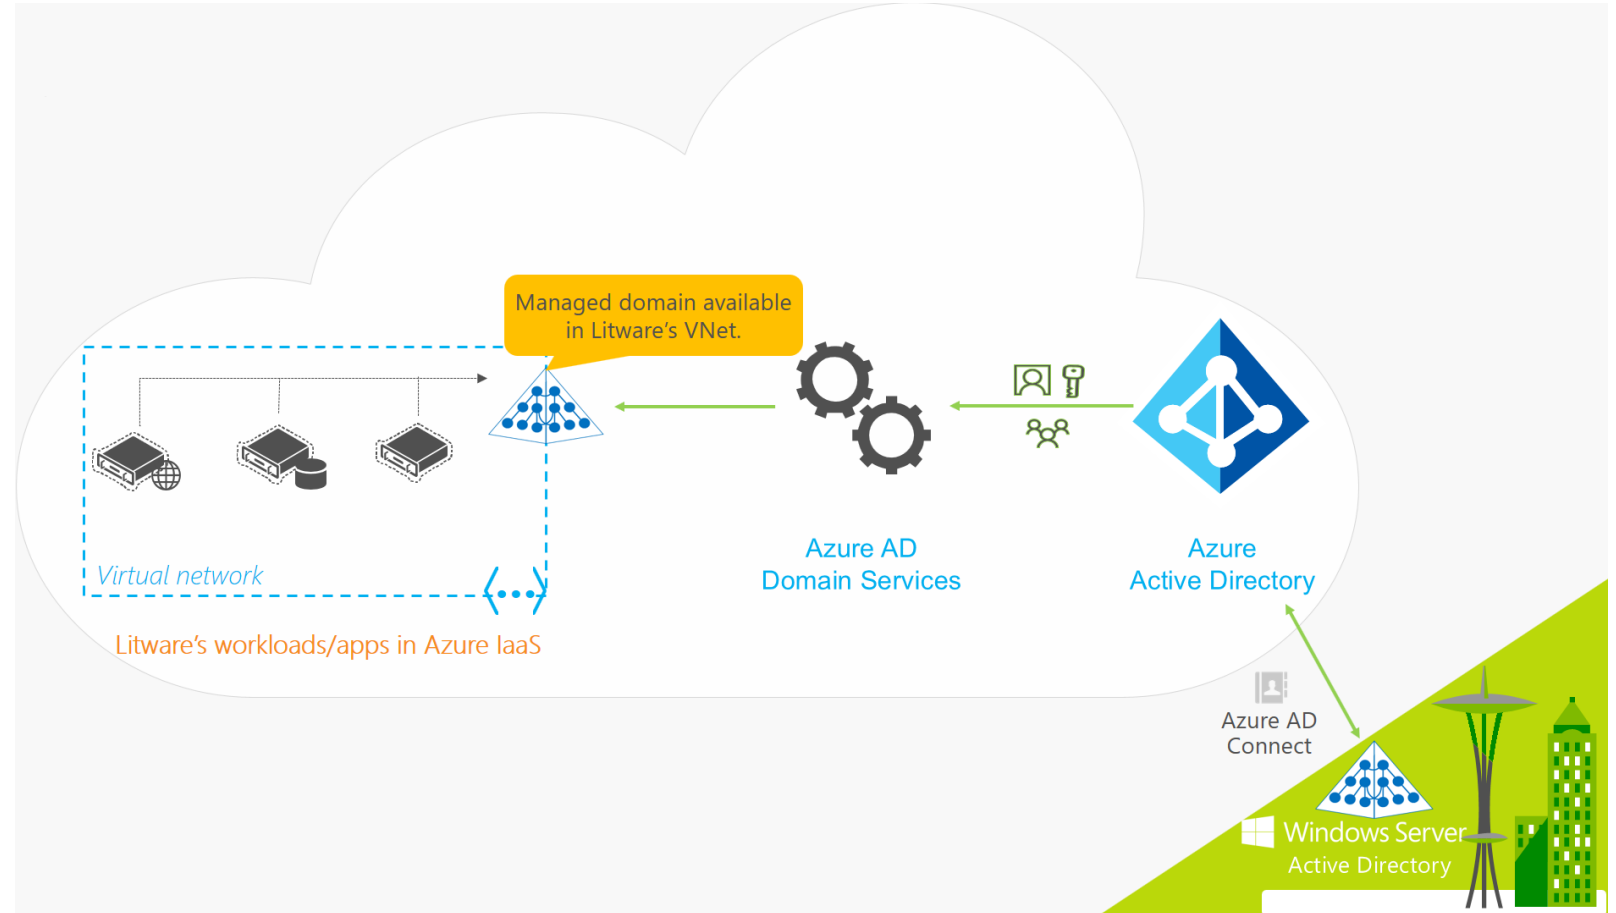 Managed domain available
in Litware's VNet.
Virtual network
Litware's workloads/apps in Azure IaaS
Azure AD
Domain Services
Azure
Active Directory
Azure AD
Connect
Windows Server
Active Directory